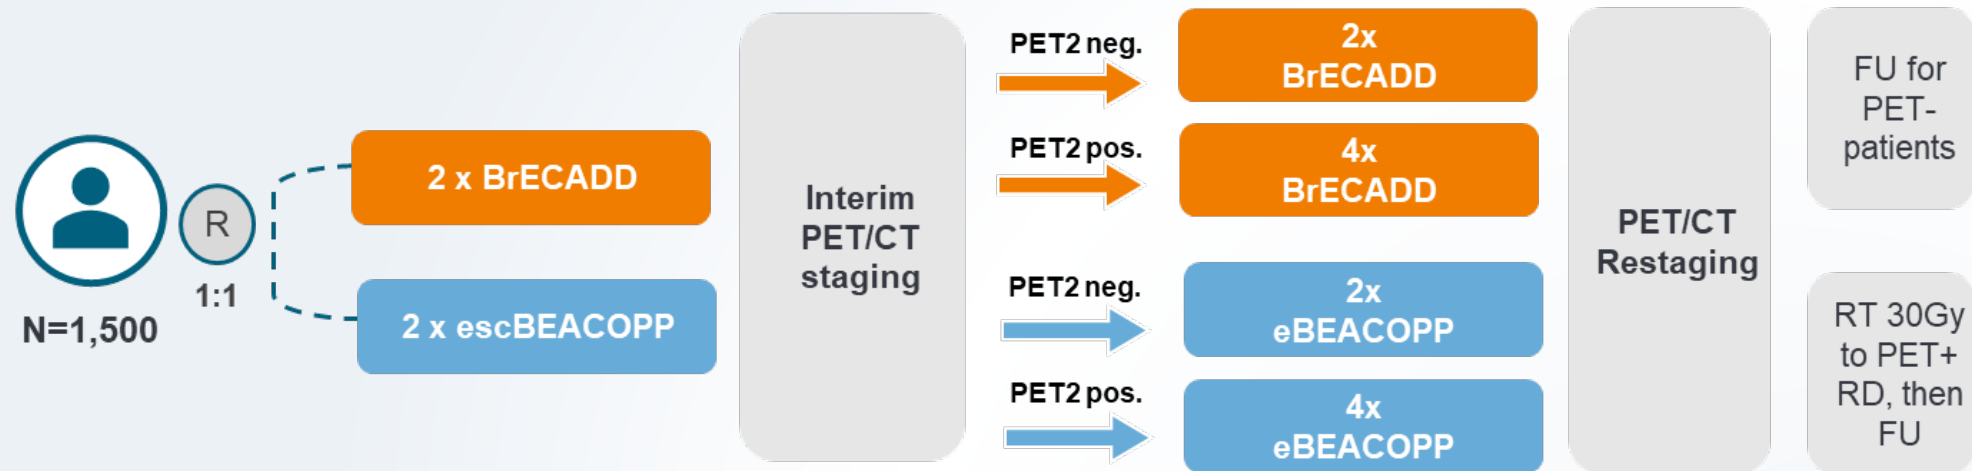 N=1,500
R
1:1
2 x BrECADD
2 x escBEACOPP
Interim
PET/CT
staging
PET2 neg.
2x
BrECADD
PET2 pos.
4x
BrECADD
PET2 neg.
2x
eBEACOPP
PET2 pos.
4x
eBEACOPP
PET/CT
Restaging
FU for
PET-
patients
RT 30Gy
to PET+
RD, then
FU